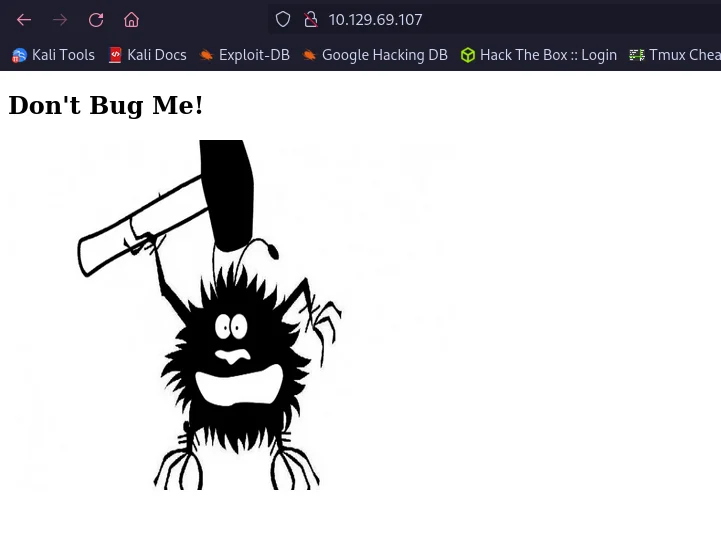 10.129.69.107
Kali Tools Kali Docs Exploit-DB Google Hacking DB Hack The Box :: Login Tmux Chea
Don't Bug Me!